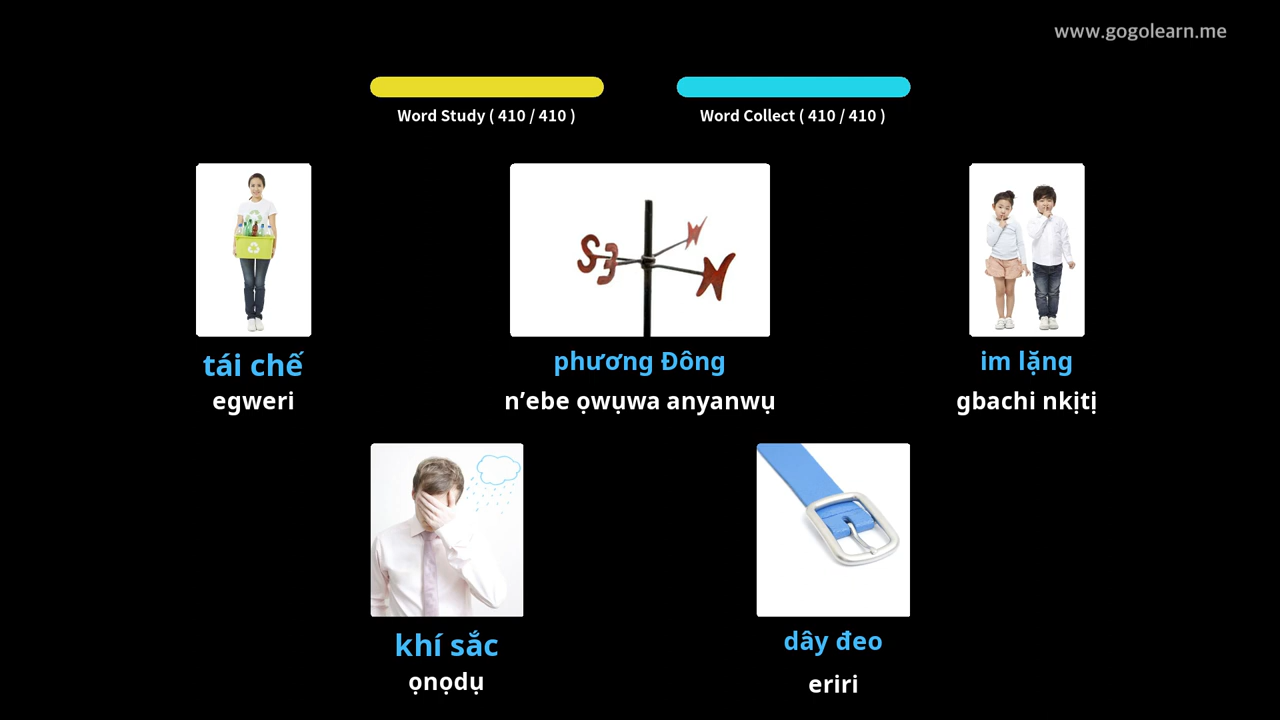 www.gogolearn.me
Word Study ( 410 / 410 )
Word Collect ( 410 / 410 )
S E N W
tái chế
phương Đông
im lặng
egweri
n’ebe ọwụwa anyanwụ
gbachi nkịtị
khí sắc
dây đeo
ọnọdụ
eriri